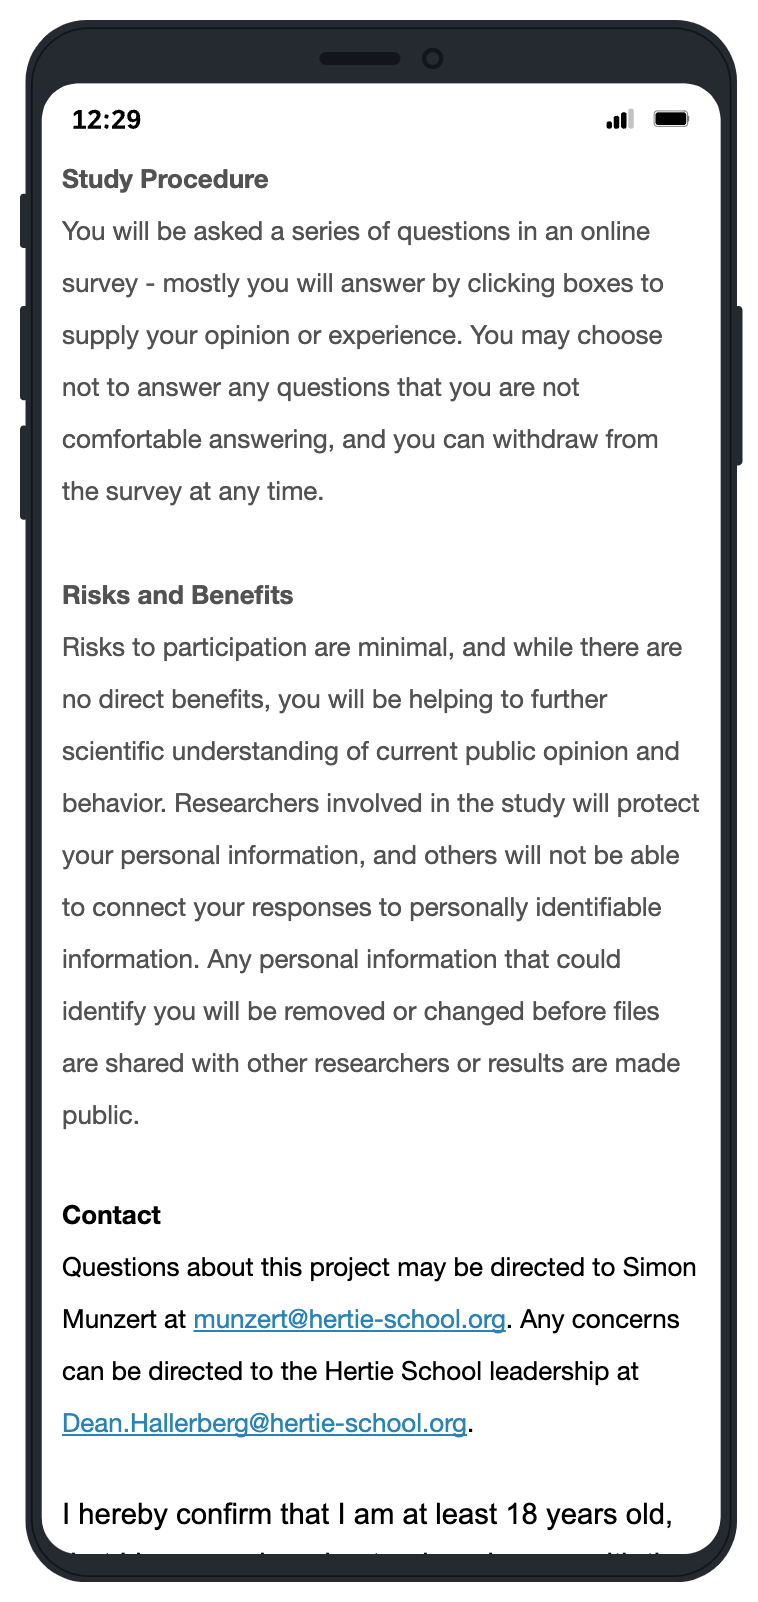 12:29
Study Procedure
You will be asked a series of questions in an online
survey - mostly you will answer by clicking boxes to
supply your opinion or experience. You may choose
not to answer any questions that you are not
comfortable answering, and you can withdraw from
the survey at any time.
Risks and Benefits
Risks to participation are minimal, and while there are
no direct benefits, you will be helping to further
scientific understanding of current public opinion and
behavior. Researchers involved in the study will protect
your personal information, and others will not be able
to connect your responses to personally identifiable
information. Any personal information that could
identify you will be removed or changed before files
are shared with other researchers or results are made
public.
Contact
Questions about this project may be directed to Simon
Munzert at munzert@hertie-school.org. Any concerns
can be directed to the Hertie School leadership at
Dean.Hallerberg@hertie-school.org.
I hereby confirm that I am at least 18 years old,